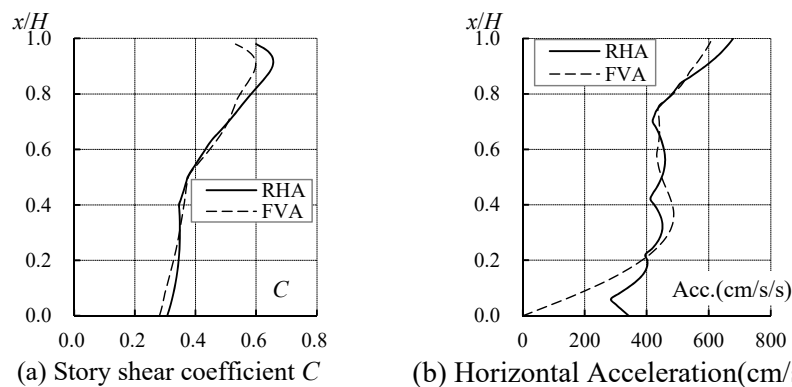 x/H
1.0
0.8
0.6
0.4
0.2
0.0
0.0 0.2 0.4 0.6 0.8
RHA
FVA
C
(a) Story shear coefficient C
x/H
1.0
0.8
0.6
0.4
0.2
0.0
0 200 400 600 800
RHA
FVA
Acc.(cm/s/s)
(b) Horizontal Acceleration(cm/